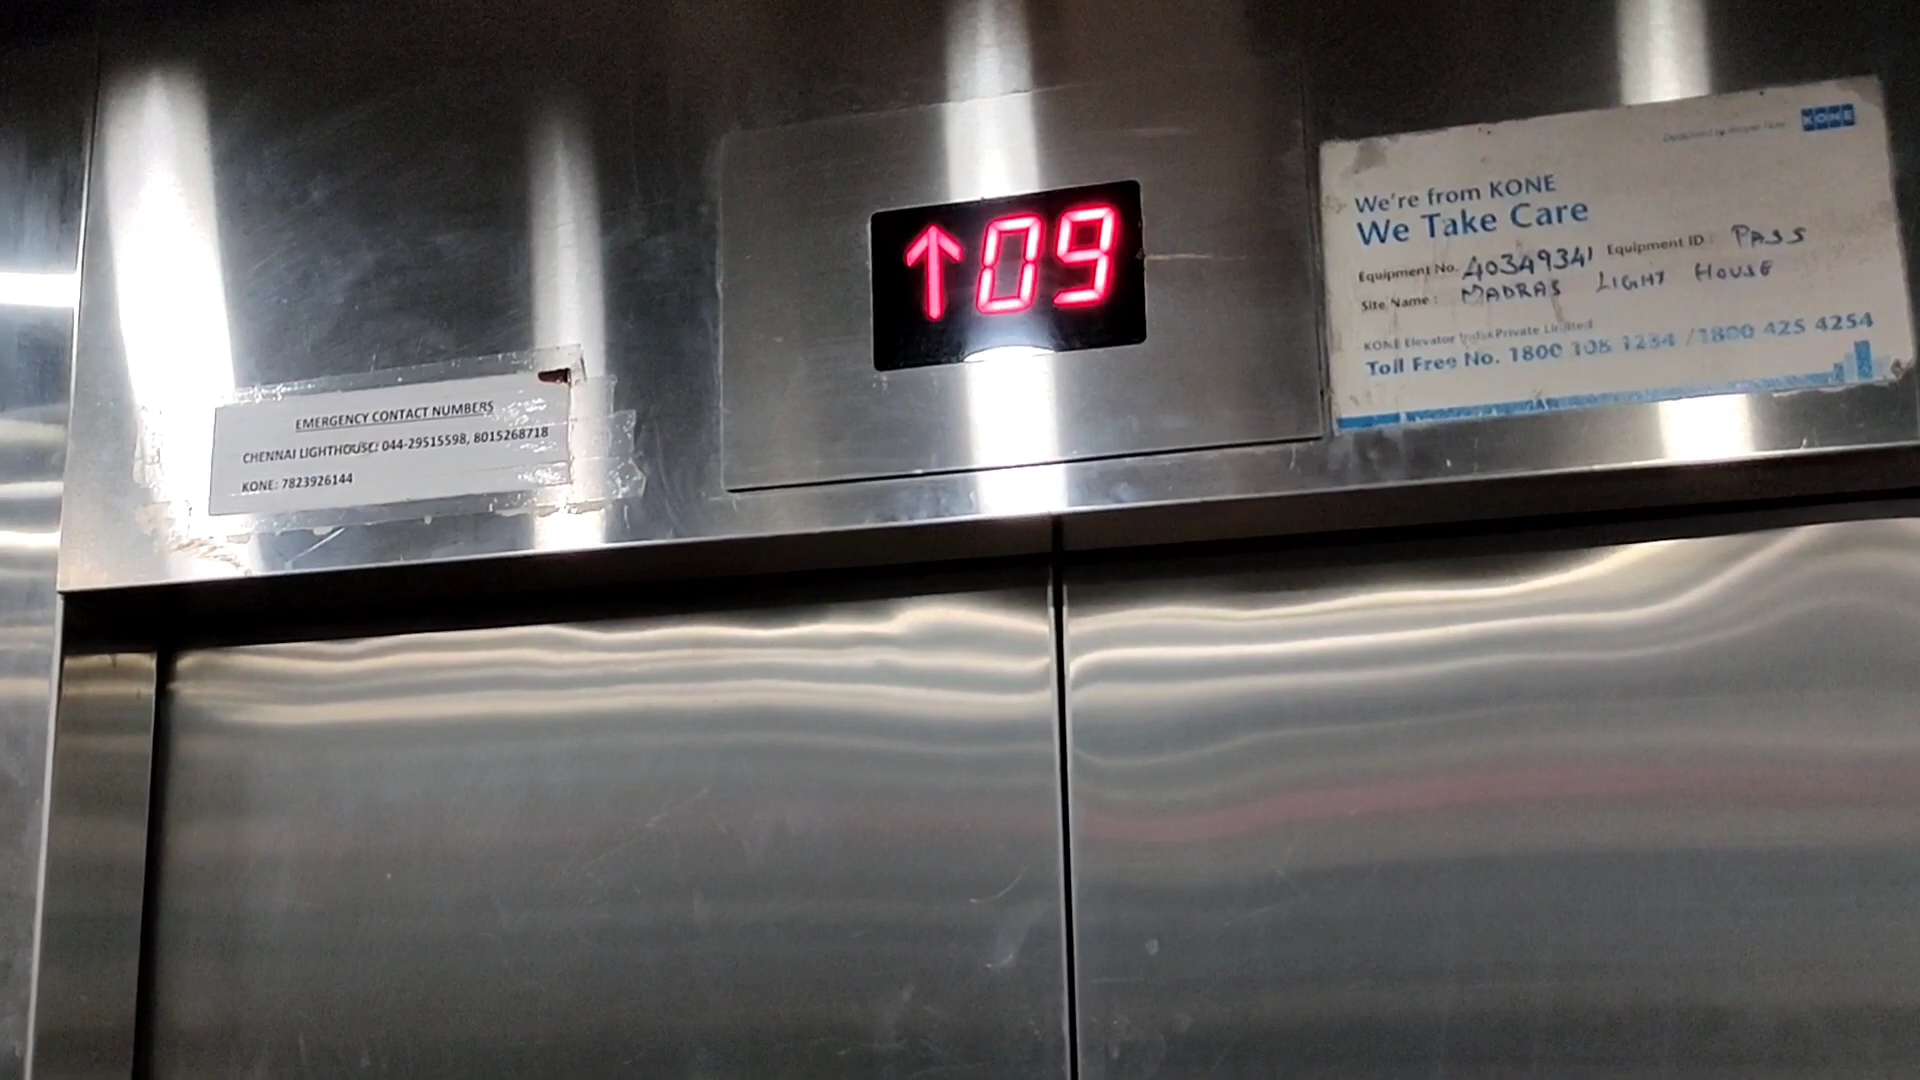 EMERGENCY CONTACT NUMBERS
CHENNAI LIGHTHOUSE: 044-29515598, 8015268718
KONE: 7823926144
↑09
KONE
We're from KONE
We Take Care
Equipment No. 40349341 Equipment ID : PASS
Site Name : MADRAS LIGHT HOUSE
KONE Elevator India Private Limited
Toll Free No. 1800 108 1234 / 1800 425 4254